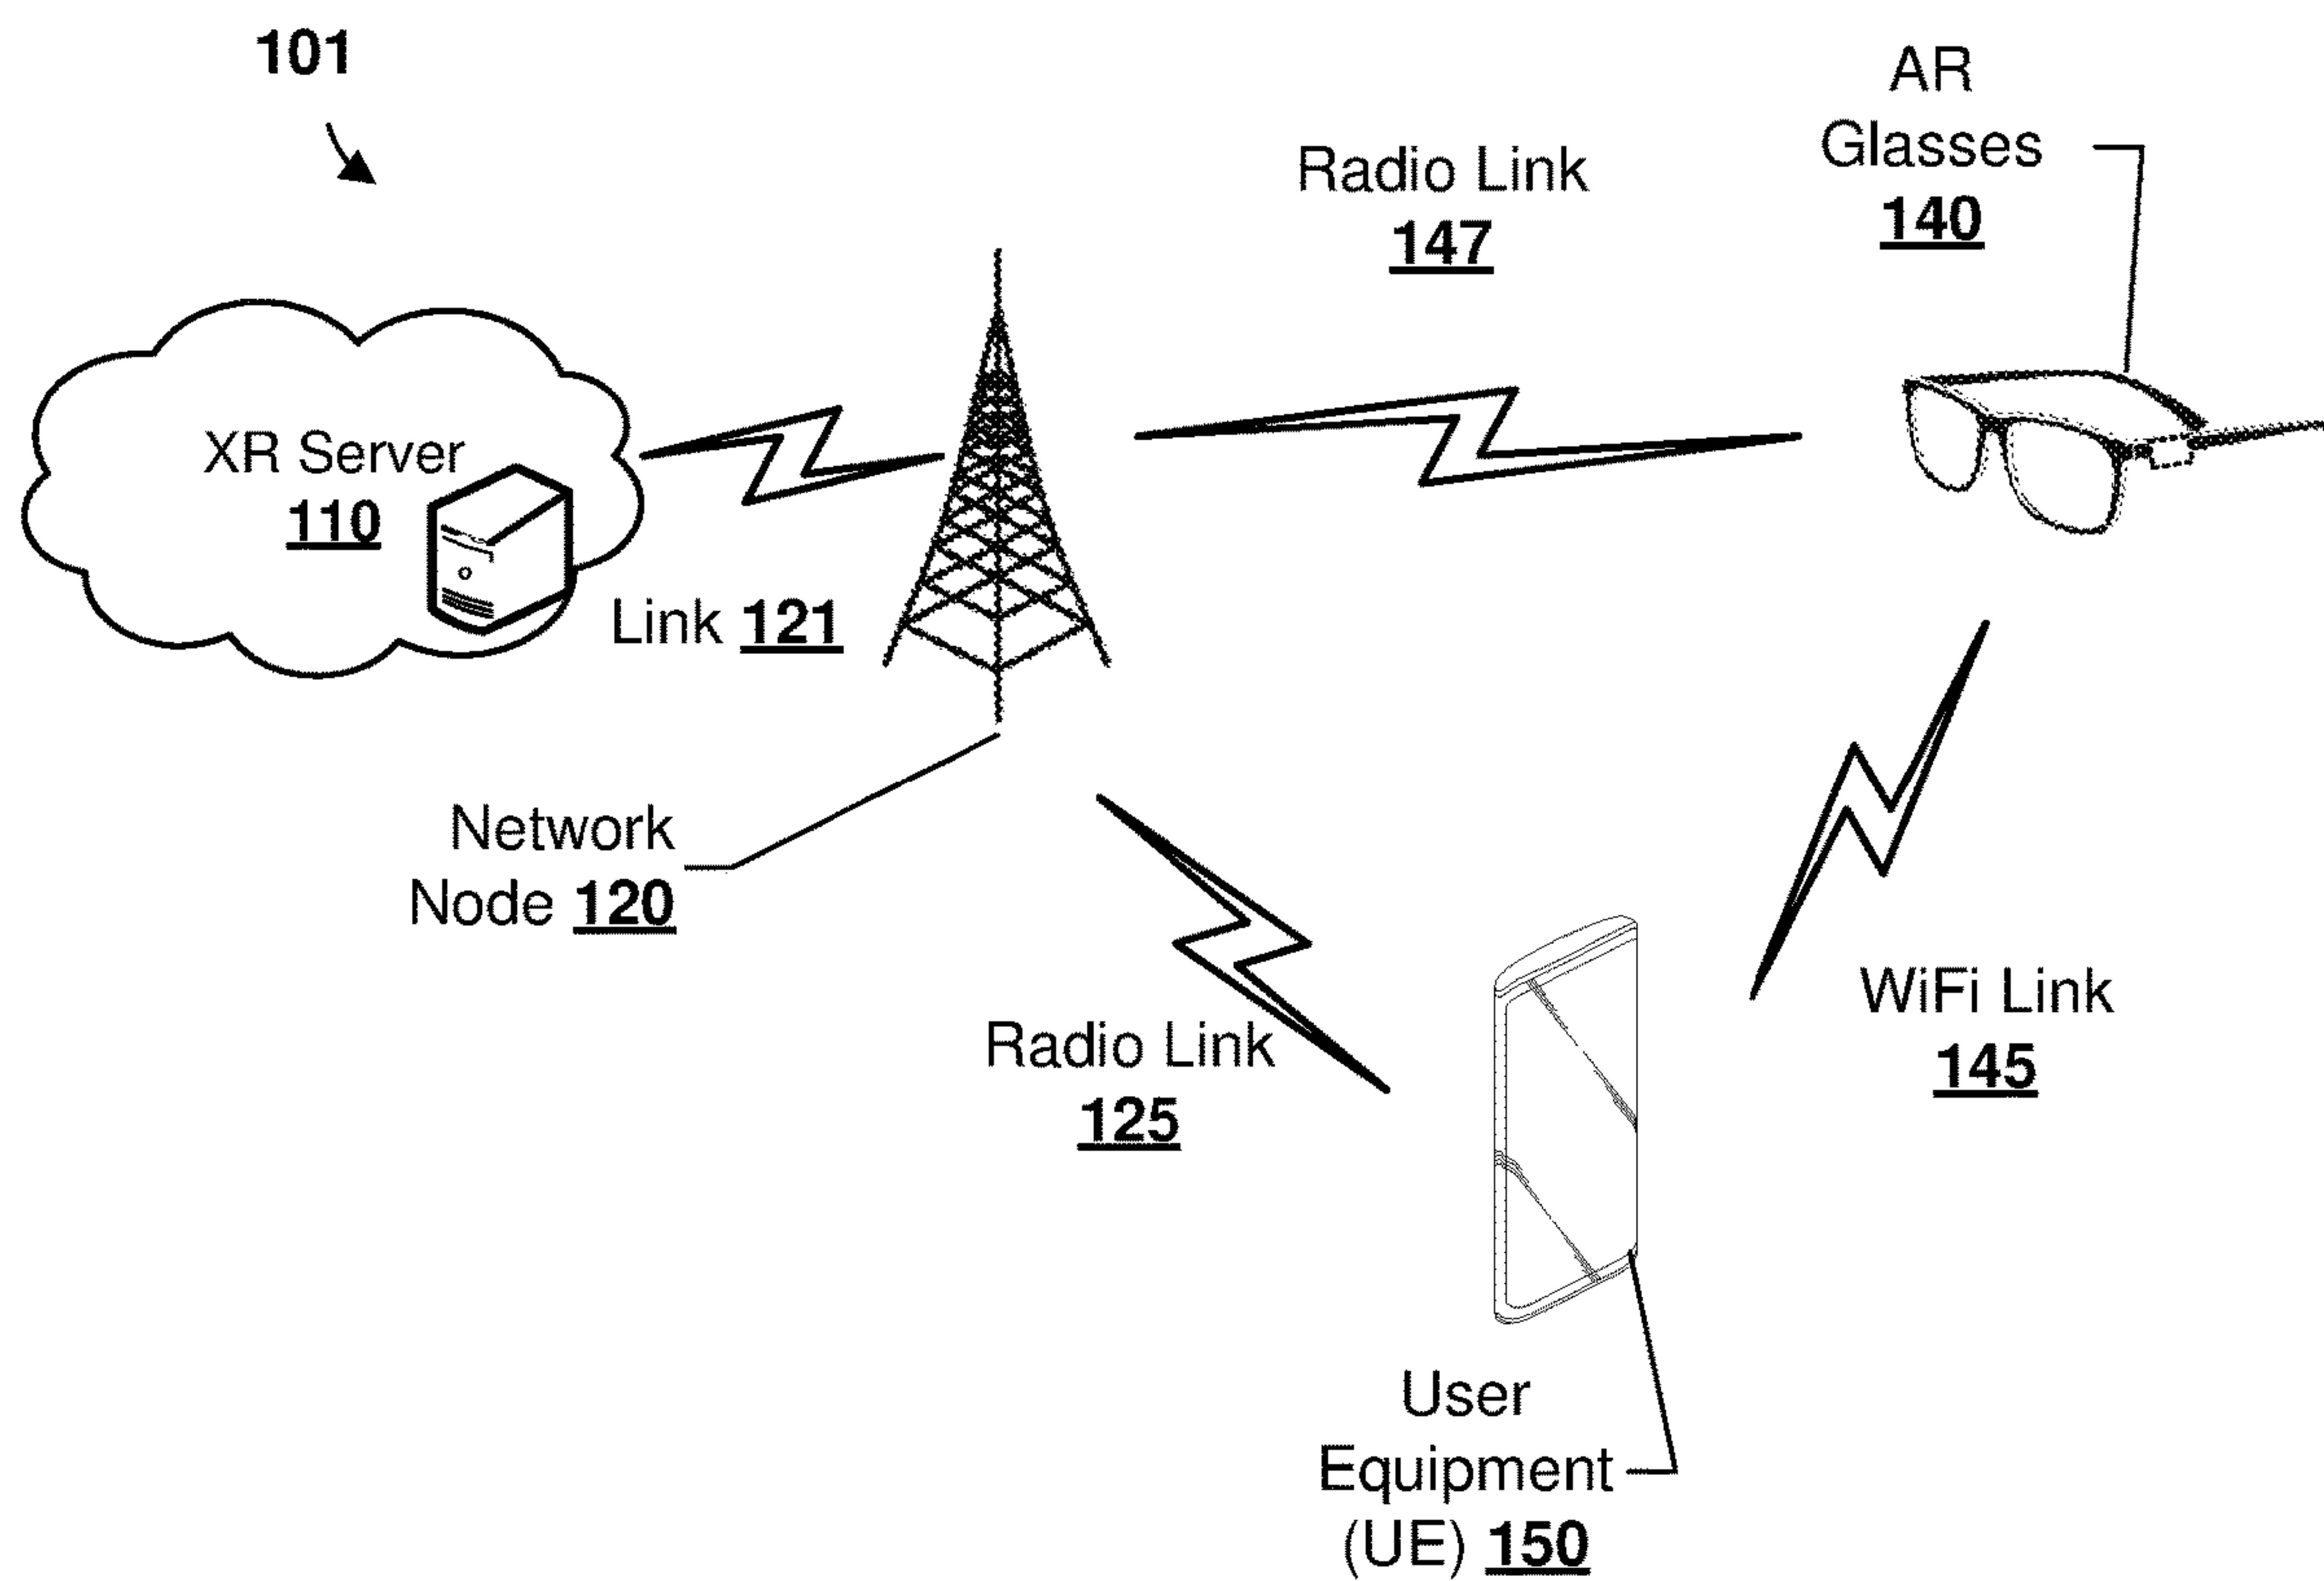 101
AR
Glasses
140
Radio Link
147
XR Server
110
Link 121
Network
Node 120
Radio Link
125
WiFi Link
145
User
Equipment
(UE) 150